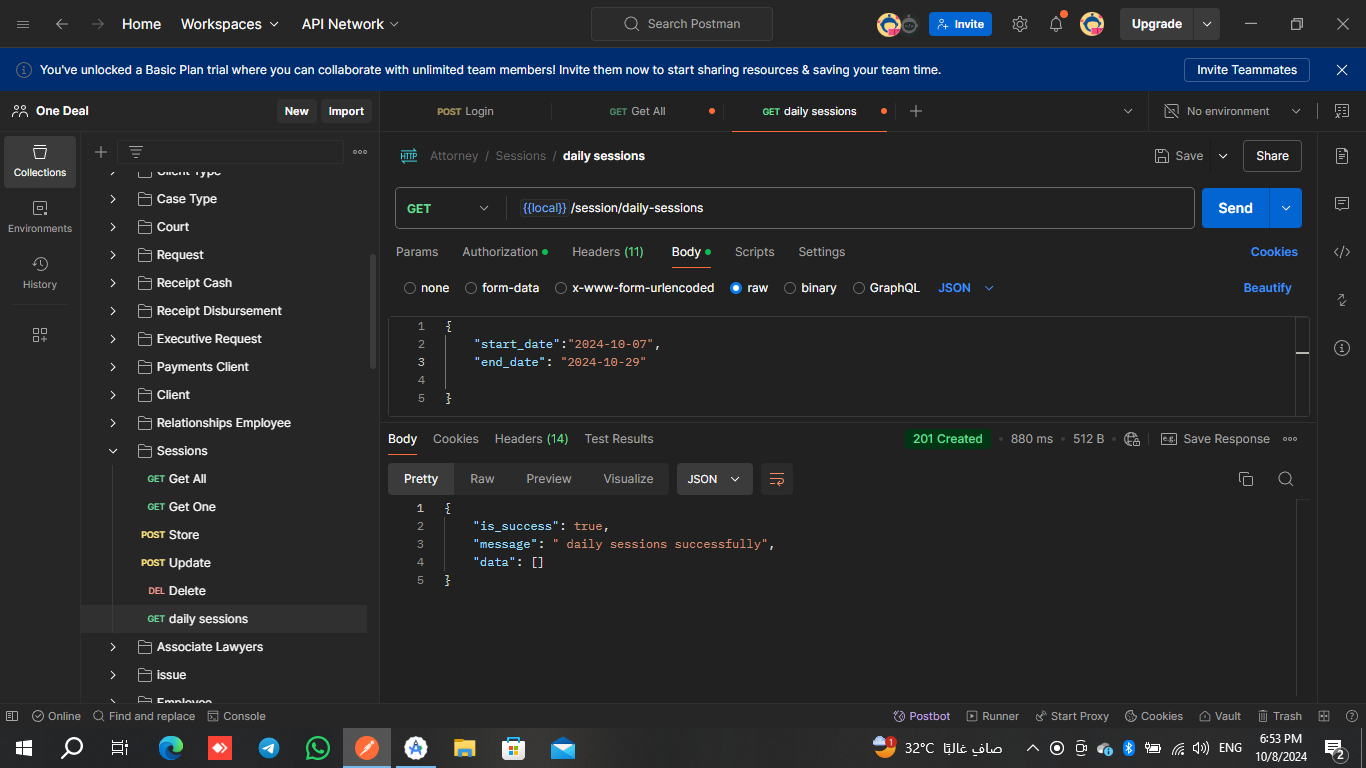 Home Workspaces API Network Search Postman Invite Upgrade
You've unlocked a Basic Plan trial where you can collaborate with unlimited team members! Invite them now to start sharing resources & saving your team time. Invite Teammates
One Deal New Import POST Login GET Get All GET daily sessions No environment
HTTP Attorney / Sessions / daily sessions Save Share
Collections
Environments
History
Client Type
Case Type
Court
Request
Receipt Cash
Receipt Disbursement
Executive Request
Payments Client
Client
Relationships Employee
Sessions
GET Get All
GET Get One
POST Store
POST Update
DEL Delete
GET daily sessions
Associate Lawyers
issue
Employee
GET {{local}} /session/daily-sessions Send
Params Authorization Headers (11) Body Scripts Settings Cookies
none form-data x-www-form-urlencoded raw binary GraphQL JSON Beautify
1 {
2 "start_date":"2024-10-07",
3 "end_date": "2024-10-29"
4
5 }
Body Cookies Headers (14) Test Results 201 Created 880 ms 512 B e.g. Save Response
Pretty Raw Preview Visualize JSON
1 {
2 "is_success": true,
3 "message": " daily sessions successfully",
4 "data": []
5 }
Online Find and replace Console Postbot Runner Start Proxy Cookies Vault Trash
1 32°C صافٍ غالبًا ENG 6:53 PM
10/8/2024 2